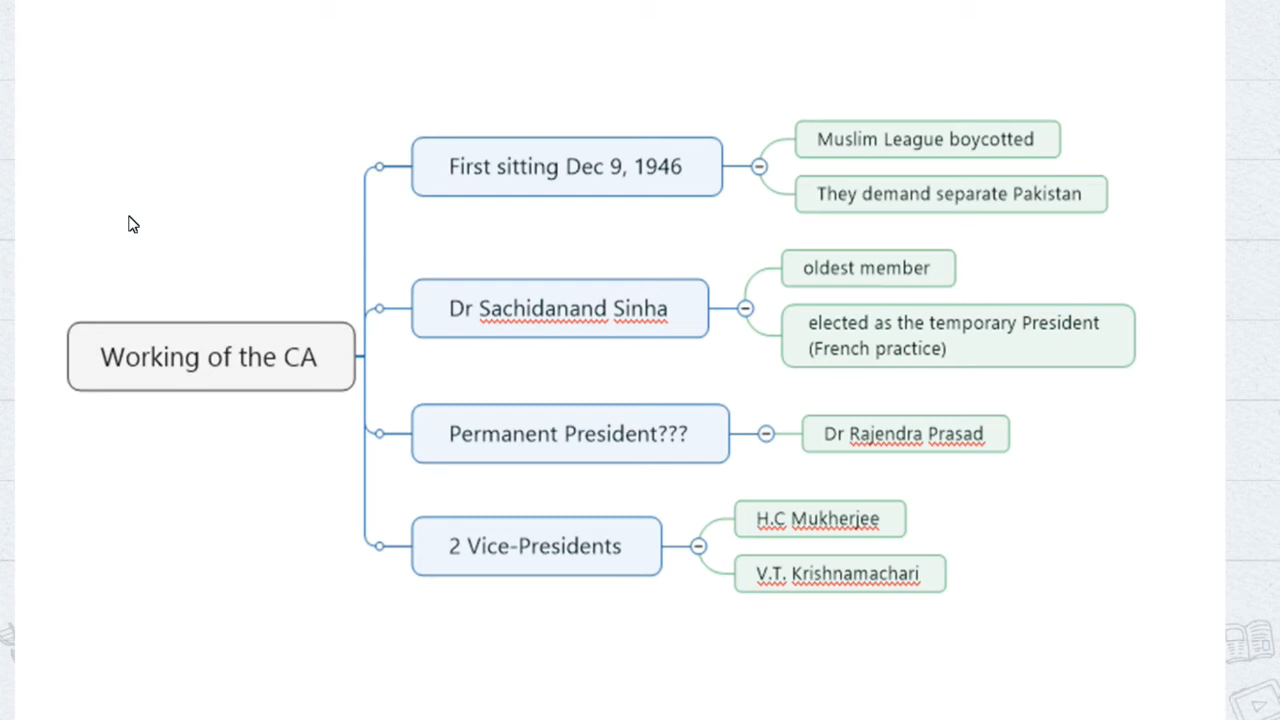 Working of the CA
First sitting Dec 9, 1946
Muslim League boycotted
They demand separate Pakistan
Dr Sachidanand Sinha
oldest member
elected as the temporary President
(French practice)
Permanent President???
Dr Rajendra Prasad
2 Vice-Presidents
H.C Mukherjee
V.T. Krishnamachari